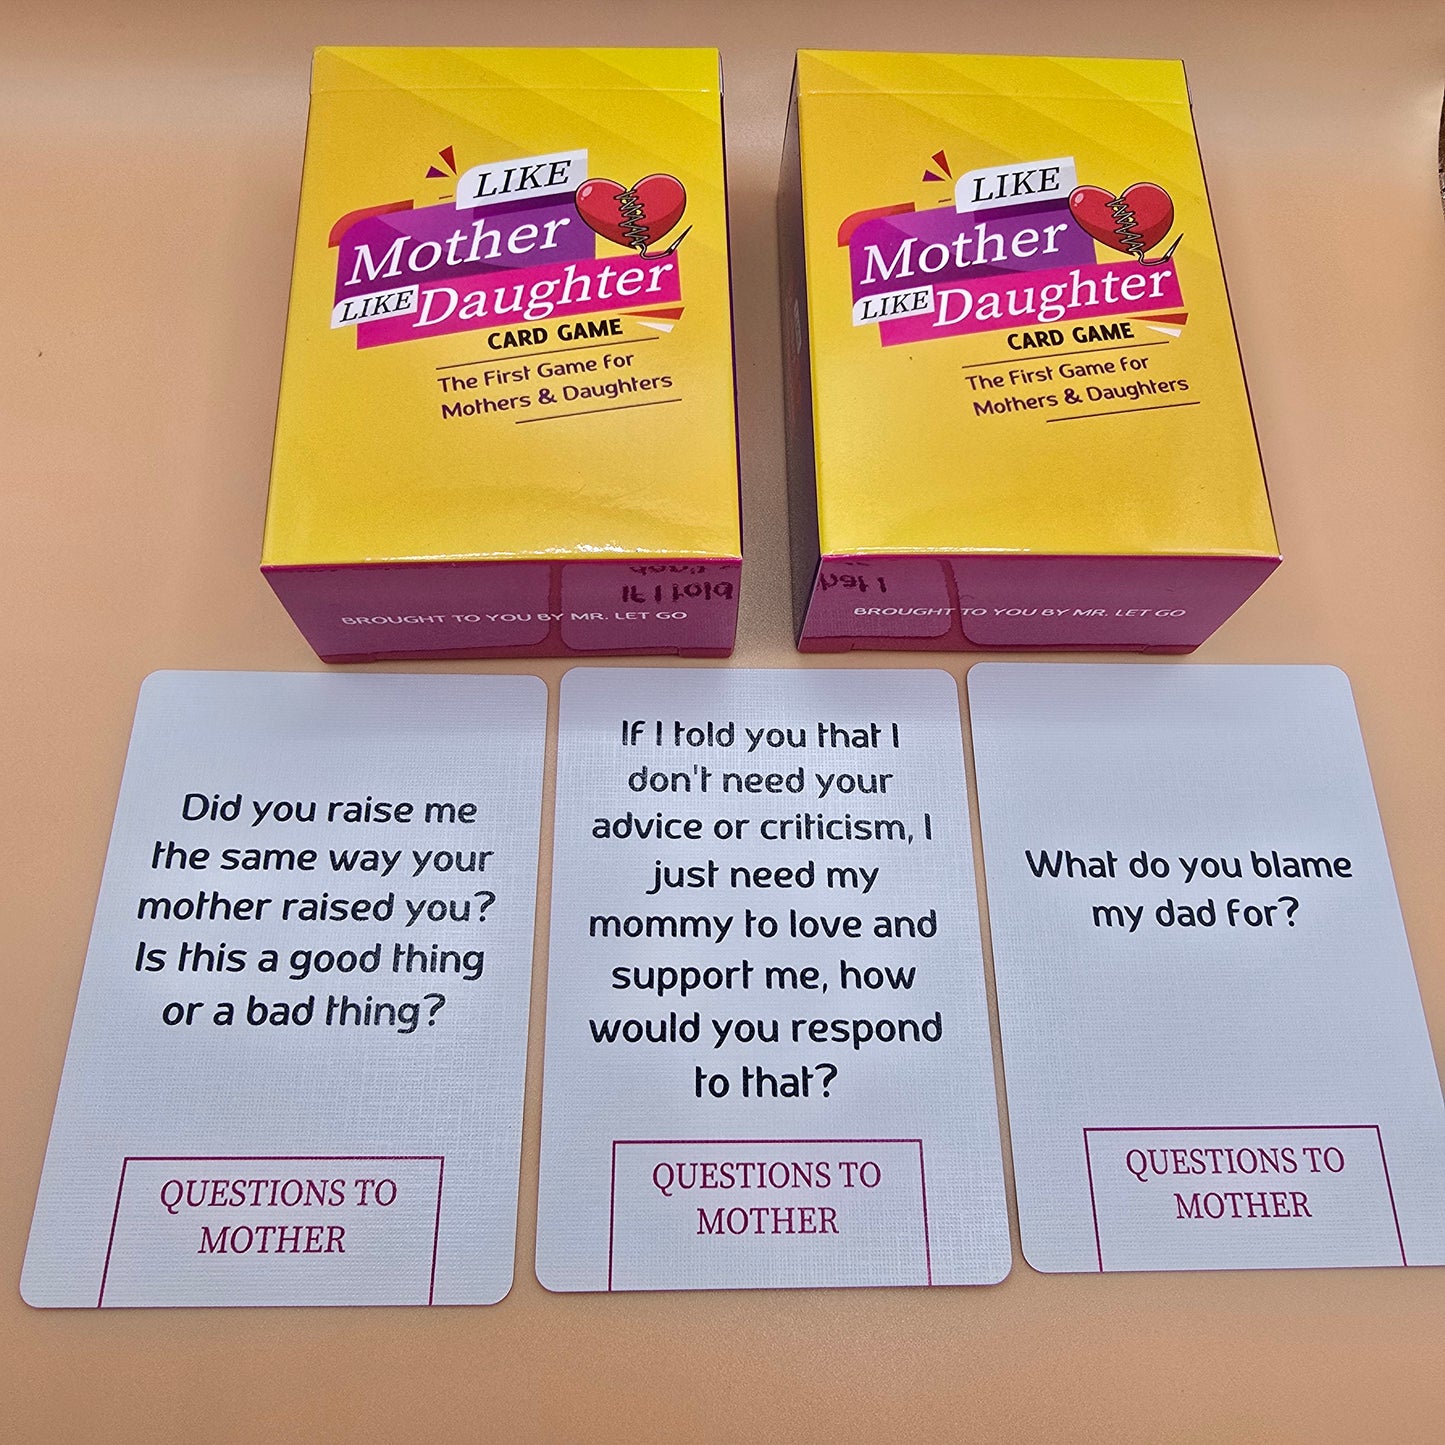 LIKE
Mother
LIKE Daughter
CARD GAME
The First Game for
Mothers & Daughters
BROUGHT TO YOU BY MR. LET GO
don't
If I told
LIKE
Mother
LIKE Daughter
CARD GAME
The First Game for
Mothers & Daughters
BROUGHT TO YOU BY MR. LET GO
hat I
Did you raise me
the same way your
mother raised you?
Is this a good thing
or a bad thing?
QUESTIONS TO
MOTHER
If I told you that I
don't need your
advice or criticism, I
just need my
mommy to love and
support me, how
would you respond
to that?
QUESTIONS TO
MOTHER
What do you blame
my dad for?
QUESTIONS TO
MOTHER